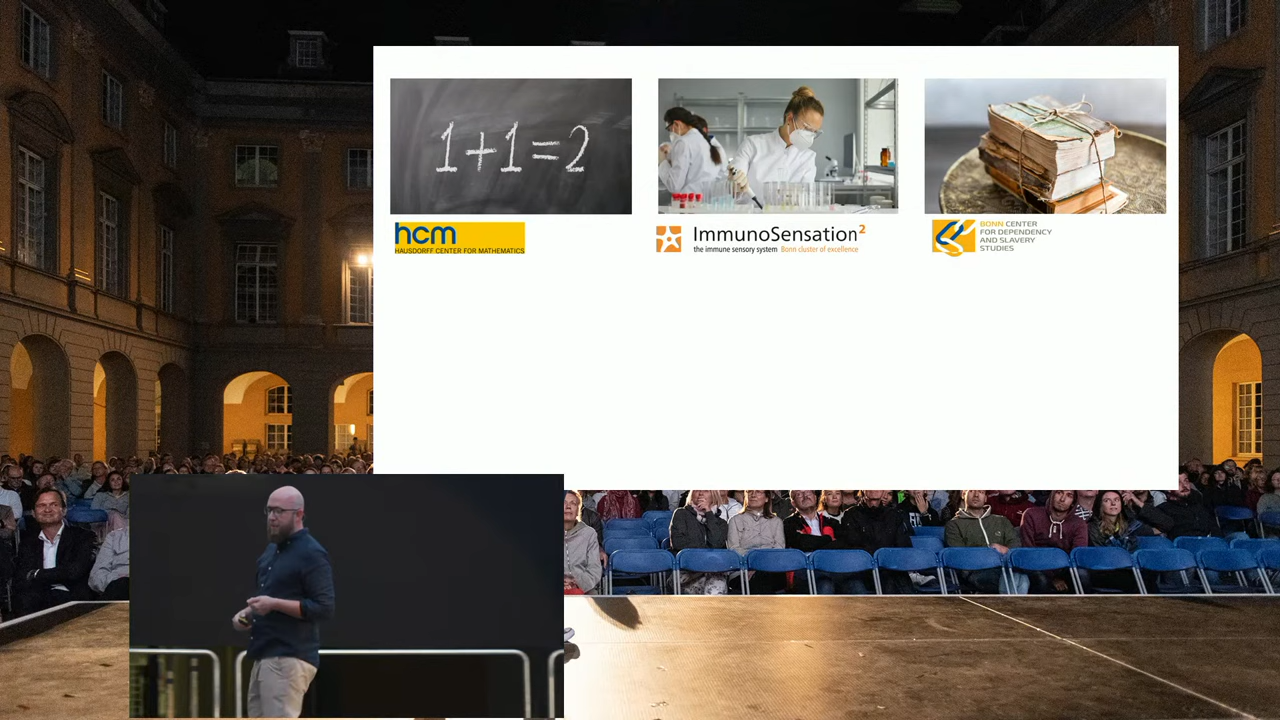 1+1=2
hcm
HAUSDORFF CENTER FOR MATHEMATICS
ImmunoSensation²
the immune sensory system Bonn cluster of excellence
BONN CENTER
FOR DEPENDENCY
AND SLAVERY
STUDIES